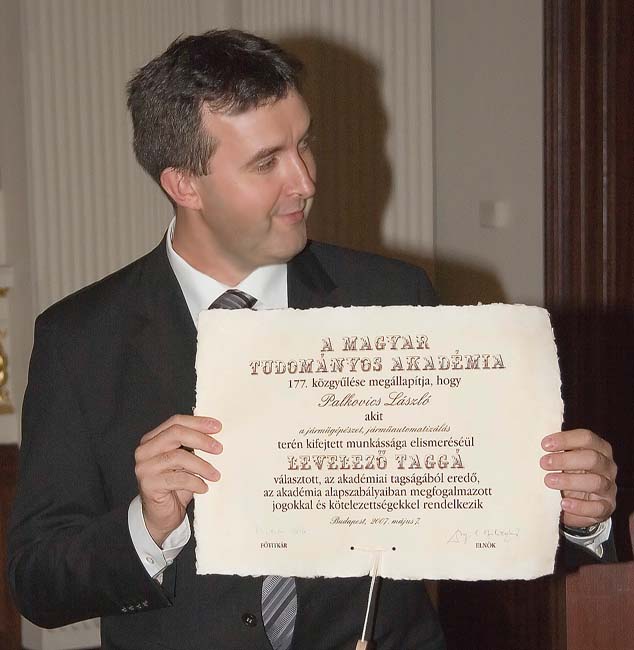 A MAGYAR
TUDOMÁNYOS AKADÉMIA
177. közgyűlése megállapítja, hogy
Palkovics László
akit
a járműgépészet, járműautomatizálás
terén kifejtett munkássága elismeréséül
LEVELEZŐ TAGGÁ
választott, az akadémiai tagságából eredő,
az akadémia alapszabályaiban megfogalmazott
jogokkal és kötelezettségekkel rendelkezik
Budapest, 2007. május 7.
FŐTITKÁR ELNÖK